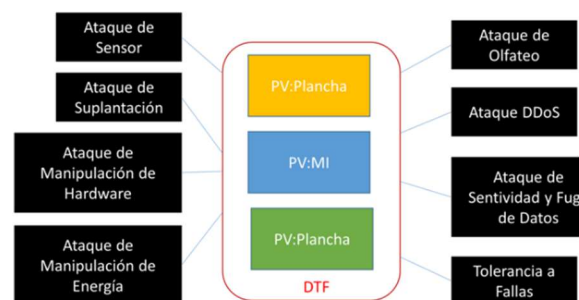 Ataque de
Sensor
Ataque de
Suplantación
Ataque de
Manipulación de
Hardware
Ataque de
Manipulación de
Energía
PV:Plancha
PV:MI
PV:Plancha
DTF
Ataque de
Olfateo
Ataque DDoS
Ataque de
Sentividad y Fug
de Datos
Tolerancia a
Fallas